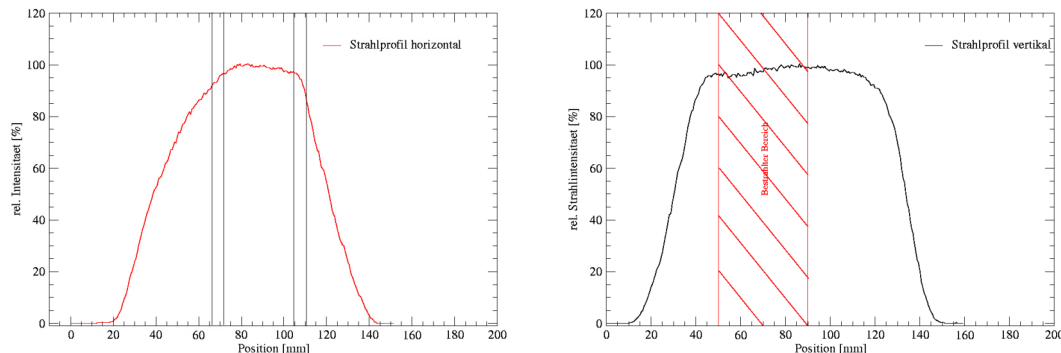 120
100
80
60
40
20
0
rel. Intensitaet [%]
Strahlprofil horizontal
0 20 40 60 80 100 120 140 160 200
Position [mm]
120
100
80
60
40
20
0
rel. Strahlintensitaet [%]
Strahlprofil vertikal
Bestrahlter Bereich
0 20 40 60 80 100 120 140 160 180 200
Position [mm]